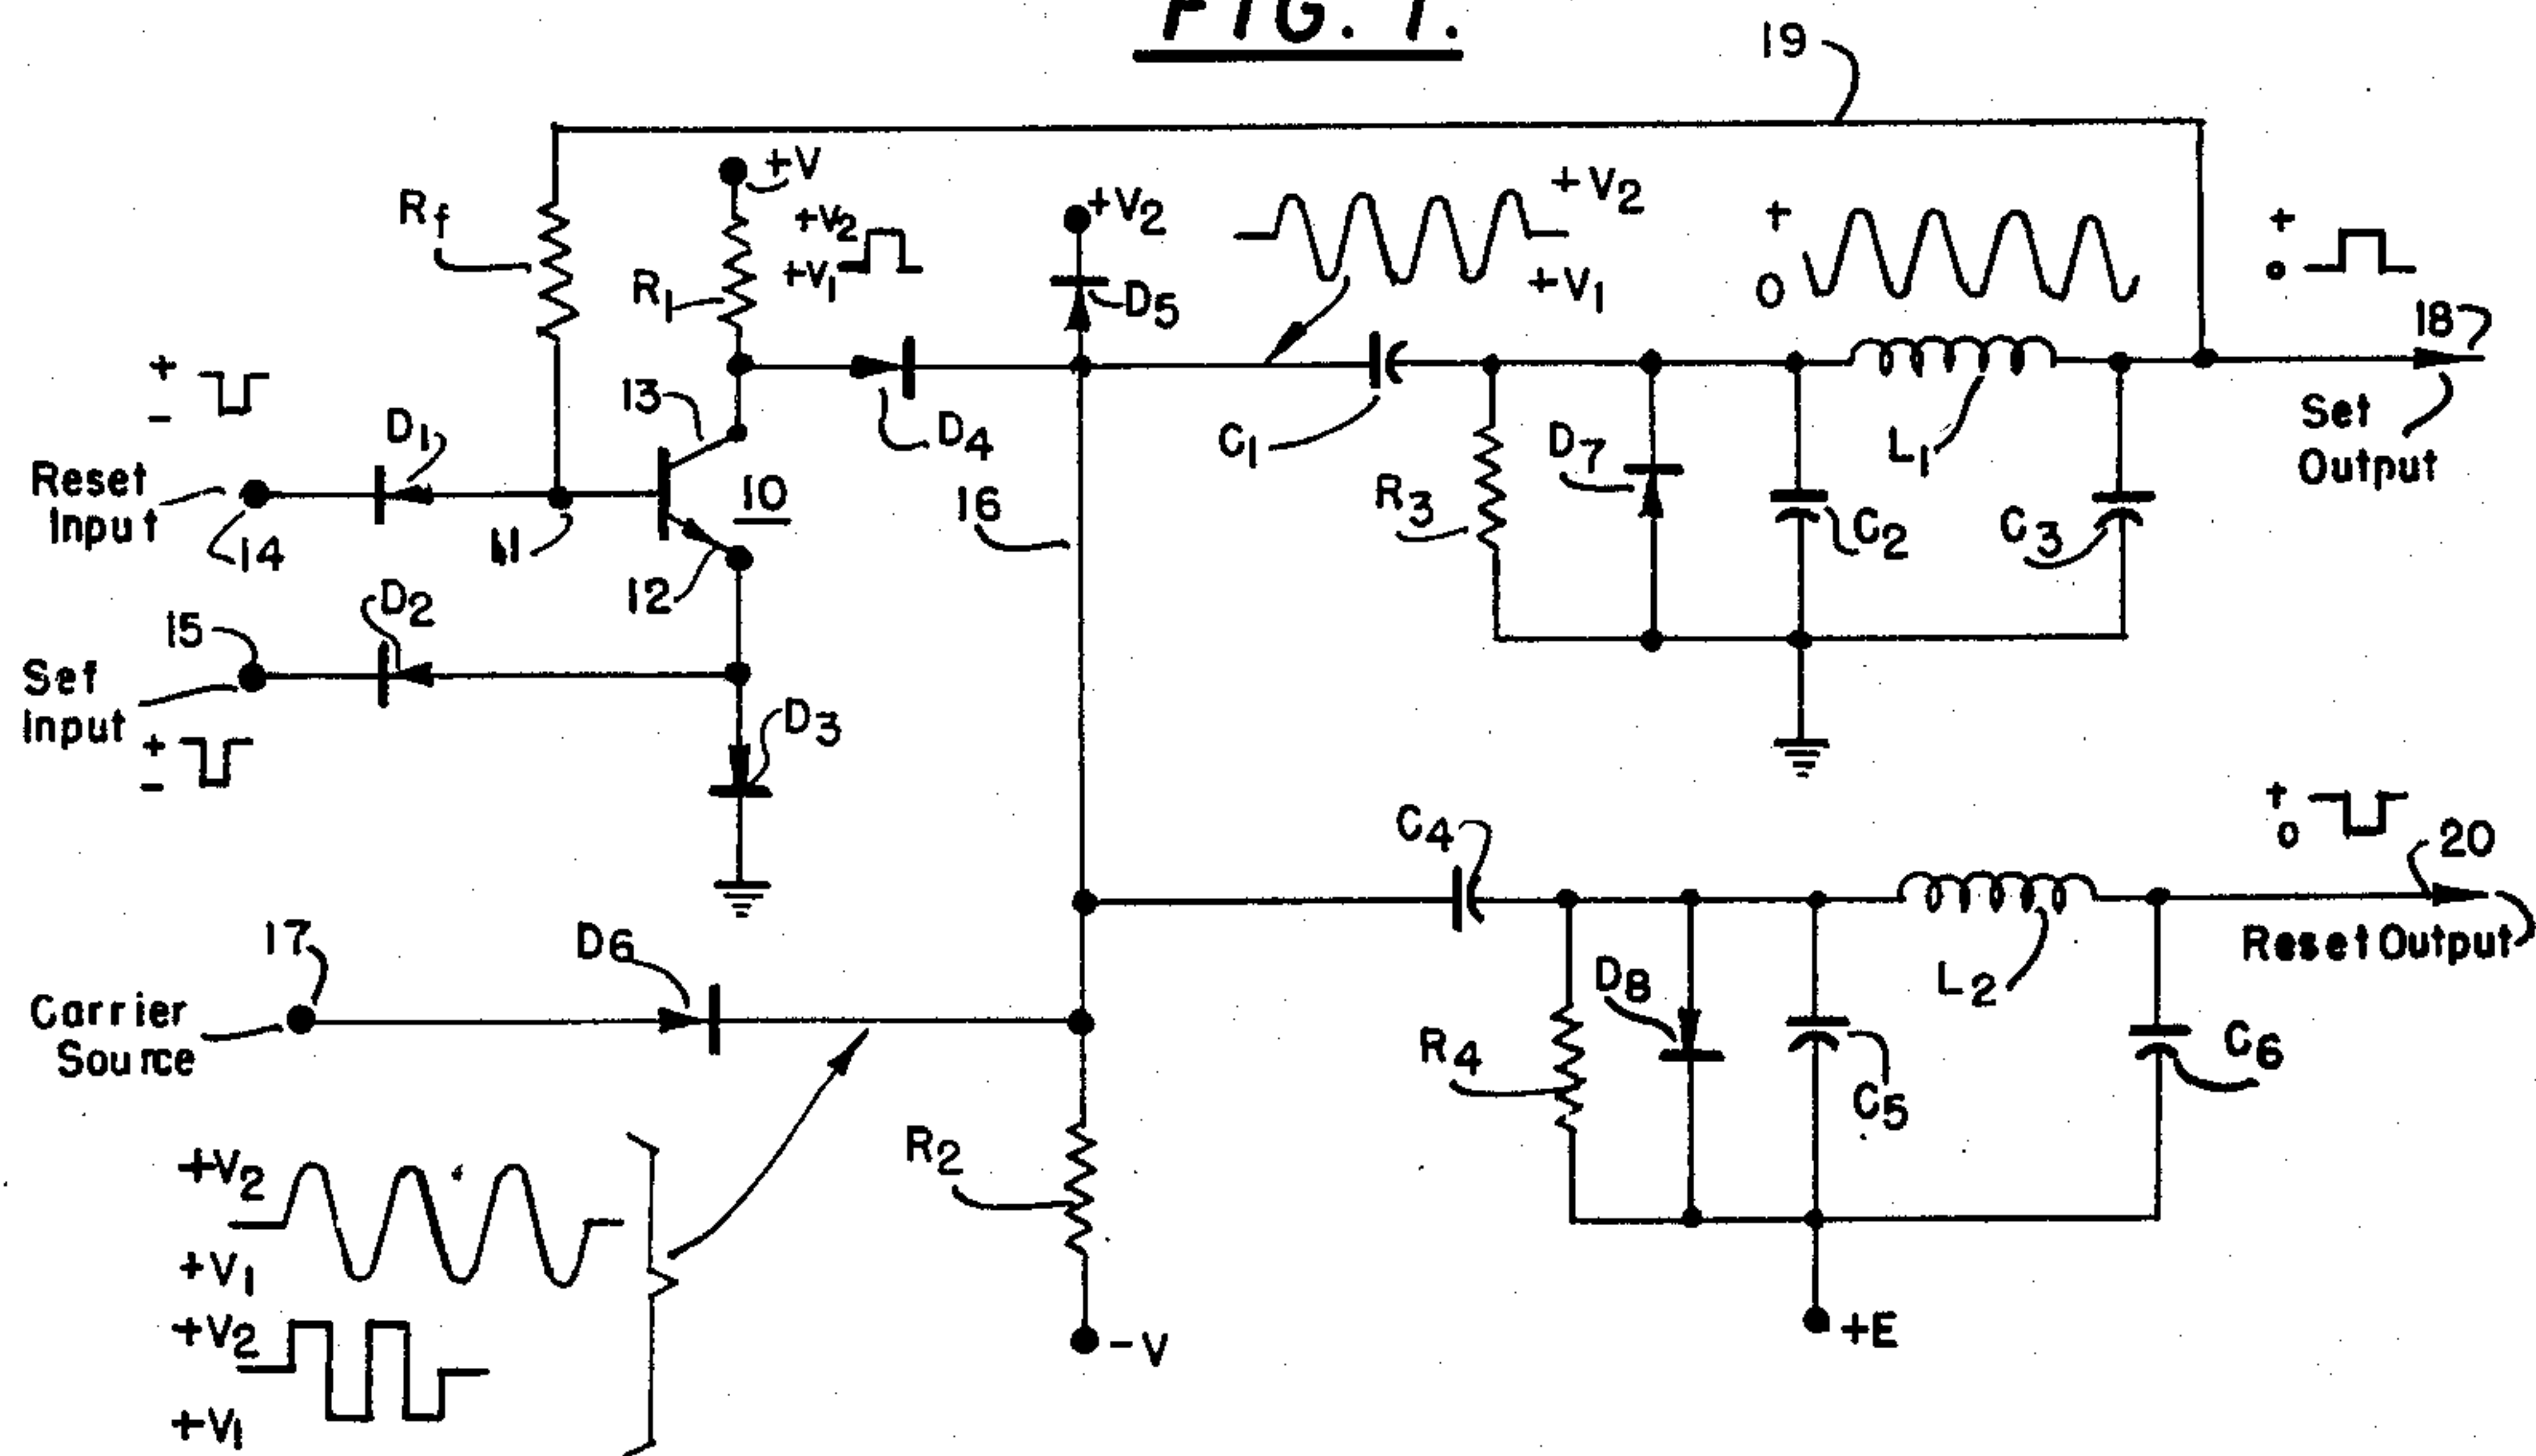 FIG. 1.
19
+V
Rf
R1
+V2
+V1
+V2
D5
+V2
+V1
+
0
+
0
18
Set
Output
+
-
D1
13
D4
C1
R3
D7
C2
L1
C3
Reset
Input
14
11
10
12
16
15
D2
Set
Input
+
-
D3
C4
+
0
20
Reset Output
17
D6
Carrier
Source
R4
D8
C5
L2
C6
R2
+V2
+V1
+V2
+V1
-V
+E